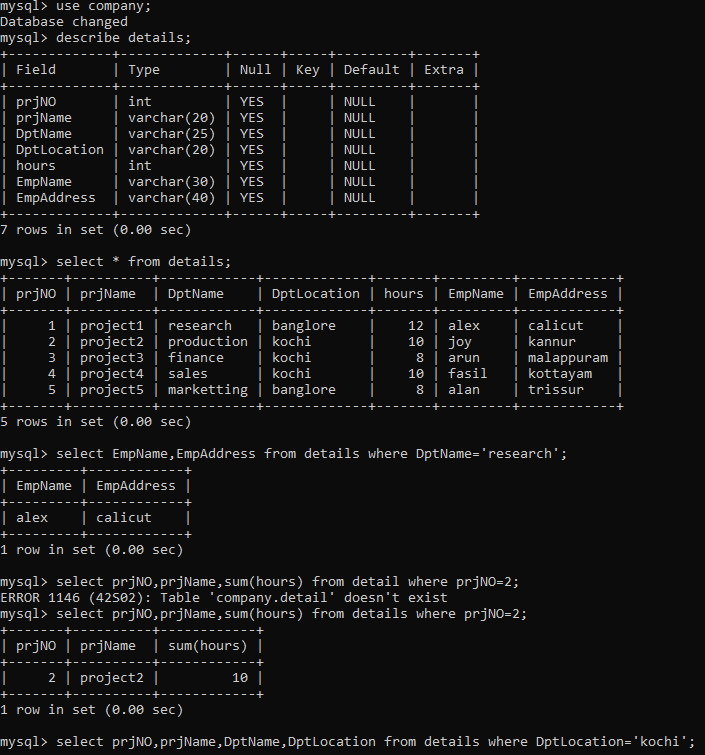 mysql> use company;
Database changed
mysql> describe details;
+-------------+-------------+------+-----+---------+-------+
| Field       | Type        | Null | Key | Default | Extra |
+-------------+-------------+------+-----+---------+-------+
| prjNO       | int         | YES  |     | NULL    |       |
| prjName     | varchar(20) | YES  |     | NULL    |       |
| DptName     | varchar(25) | YES  |     | NULL    |       |
| DptLocation | varchar(20) | YES  |     | NULL    |       |
| hours       | int         | YES  |     | NULL    |       |
| EmpName     | varchar(30) | YES  |     | NULL    |       |
| EmpAddress  | varchar(40) | YES  |     | NULL    |       |
+-------------+-------------+------+-----+---------+-------+
7 rows in set (0.00 sec)
mysql> select * from details;
+-------+----------+------------+-------------+-------+---------+------------+
| prjNO | prjName  | DptName    | DptLocation | hours | EmpName | EmpAddress |
+-------+----------+------------+-------------+-------+---------+------------+
|     1 | project1 | research   | banglore    |    12 | alex    | calicut    |
|     2 | project2 | production | kochi       |    10 | joy     | kannur     |
|     3 | project3 | finance    | kochi       |     8 | arun    | malappuram |
|     4 | project4 | sales      | kochi       |    10 | fasil   | kottayam   |
|     5 | project5 | marketting | banglore    |     8 | alan    | trissur    |
+-------+----------+------------+-------------+-------+---------+------------+
5 rows in set (0.00 sec)
mysql> select EmpName,EmpAddress from details where DptName='research';
+---------+------------+
| EmpName | EmpAddress |
+---------+------------+
| alex    | calicut    |
+---------+------------+
1 row in set (0.00 sec)
mysql> select prjNO,prjName,sum(hours) from detail where prjNO=2;
ERROR 1146 (42S02): Table 'company.detail' doesn't exist
mysql> select prjNO,prjName,sum(hours) from details where prjNO=2;
+-------+----------+------------+
| prjNO | prjName  | sum(hours) |
+-------+----------+------------+
|     2 | project2 |         10 |
+-------+----------+------------+
1 row in set (0.00 sec)
mysql> select prjNO,prjName,DptName,DptLocation from details where DptLocation='kochi';